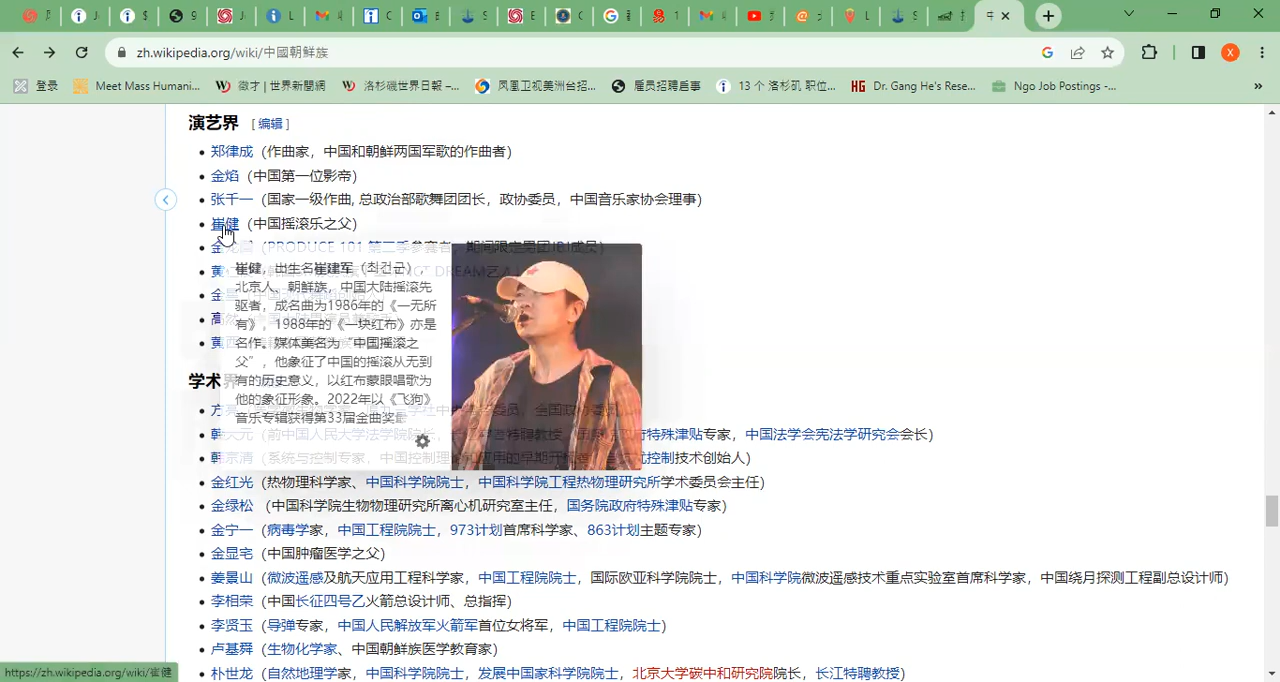 zh.wikipedia.org/wiki/中國朝鮮族
登录
Meet Mass Humani...
徵才 | 世界新聞網
洛杉磯世界日報 –...
凤凰卫视美洲台招...
雇员招聘启事
13 个 洛杉矶 职位...
Dr. Gang He's Rese...
Ngo Job Postings -...
»
演艺界 [编辑]
郑律成 (作曲家，中国和朝鲜两国军歌的作曲者)
金焰 (中国第一位影帝)
张千一 (国家一级作曲, 总政治部歌舞团团长，政协委员，中国音乐家协会理事)
崔健 (中国摇滚乐之父)
崔健，出生名崔建军（최건군），
北京人、朝鲜族，中国大陆摇滚先
驱者，成名曲为1986年的《一无所
有》，1988年的《一块红布》亦是
名作。媒体美名为“中国摇滚之
父”，他象征了中国的摇滚从无到
有的历史意义，以红布蒙眼唱歌为
他的象征形象。2022年以《飞狗》
音乐专辑获得第33届金曲奖最
学术界
金红光 (热物理科学家、中国科学院院士，中国科学院工程热物理研究所学术委员会主任)
金绿松 (中国科学院生物物理研究所离心机研究室主任，国务院政府特殊津贴专家)
金宁一 (病毒学家，中国工程院院士，973计划首席科学家、863计划主题专家)
金显宅 (中国肿瘤医学之父)
姜景山 (微波遥感及航天应用工程科学家，中国工程院院士，国际欧亚科学院院士，中国科学院微波遥感技术重点实验室首席科学家，中国绕月探测工程副总设计师)
李相荣 (中国长征四号乙火箭总设计师、总指挥)
李贤玉 (导弹专家，中国人民解放军火箭军首位女将军，中国工程院院士)
卢基舜 (生物化学家、中国朝鲜族医学教育家)
朴世龙 (自然地理学家，中国科学院院士，发展中国家科学院院士，北京大学碳中和研究院院长，长江特聘教授)
https://zh.wikipedia.org/wiki/崔健